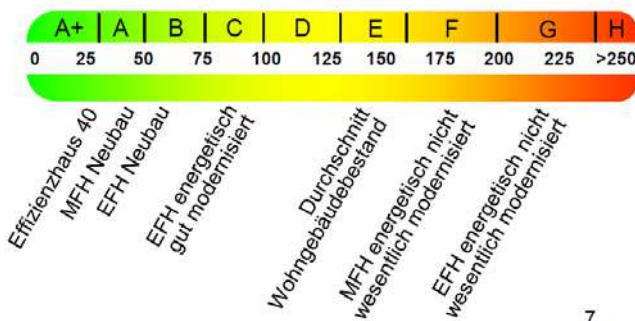 A+ A B C D E F G H
0 25 50 75 100 125 150 175 200 225 >250
Effizienzhaus 40
MFH Neubau
EFH Neubau
EFH energetisch
gut modernisiert
Durchschnitt
Wohngebäudebestand
MFH energetisch nicht
wesentlich modernisiert
EFH energetisch nicht
wesentlich modernisiert
7